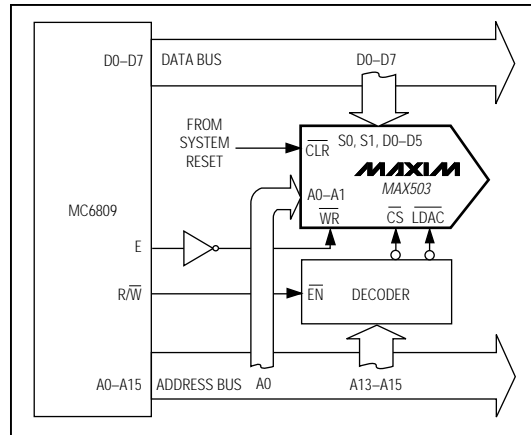 D0–D7 DATA BUS D0–D7
FROM
SYSTEM
RESET
CLR
S0, S1, D0–D5
MAXIM
MAX503
A0–A1
WR CS LDAC
MC6809
E
R/W
EN DECODER
A0–A15 ADDRESS BUS A0 A13–A15